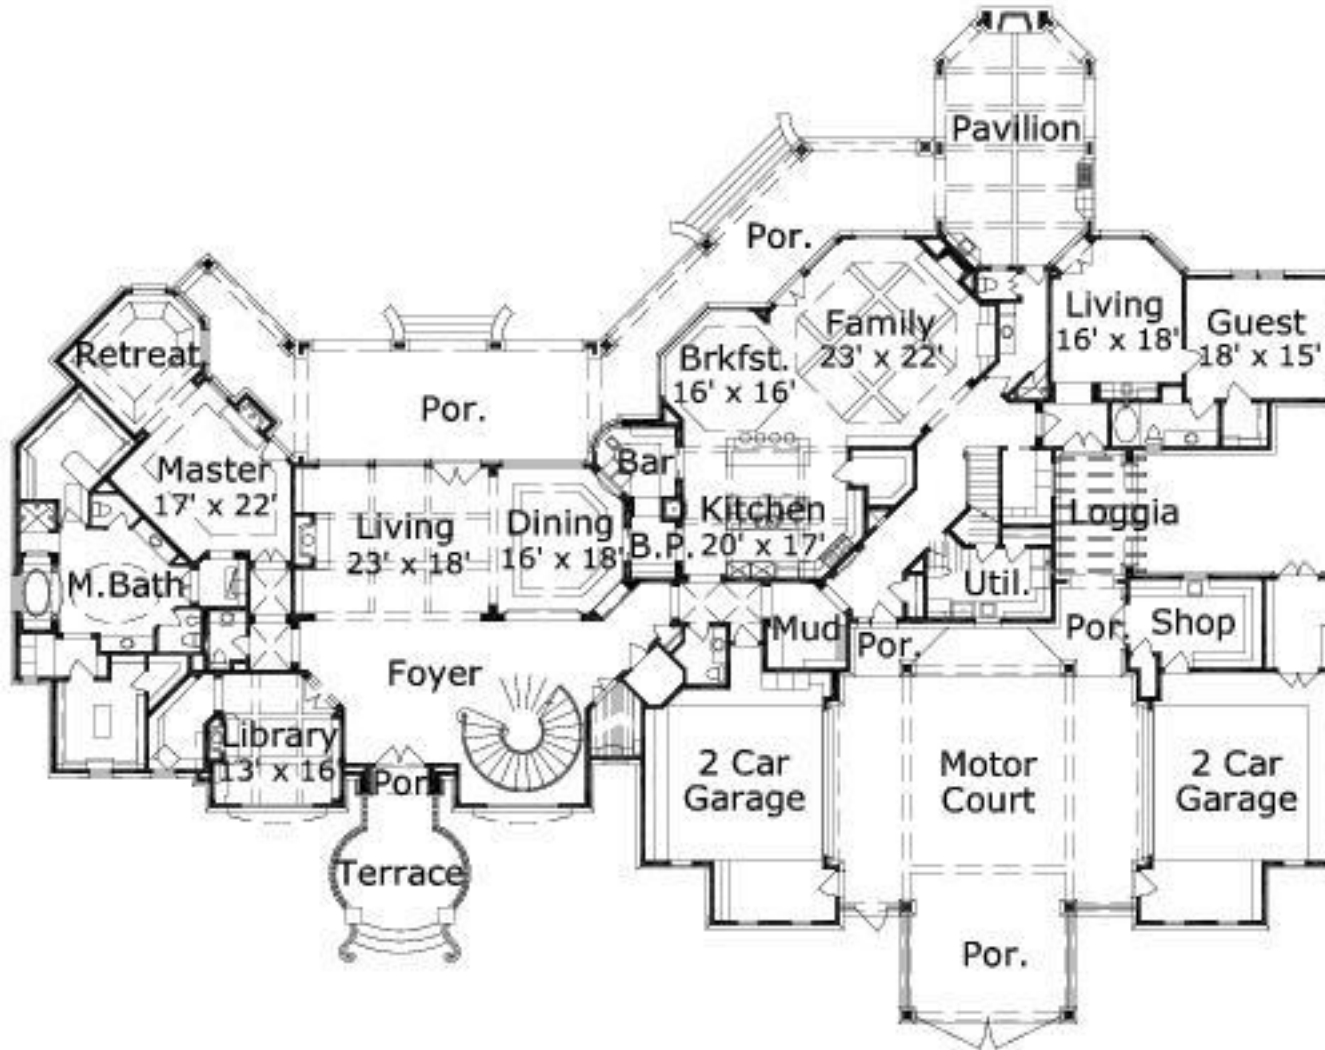 Pavilion
Por.
Living
16' x 18'
Guest
18' x 15'
Family
23' x 22'
Brkfst.
16' x 16'
Retreat
Por.
Master
17' x 22'
Bar
Living
23' x 18'
Dining
16' x 18'
Kitchen
20' x 17'
B.P.
Loggia
M.Bath
Util.
Mud
Por.
Por.
Shop
Foyer
Library
13' x 16
Por
2 Car
Garage
Motor
Court
2 Car
Garage
Terrace
Por.